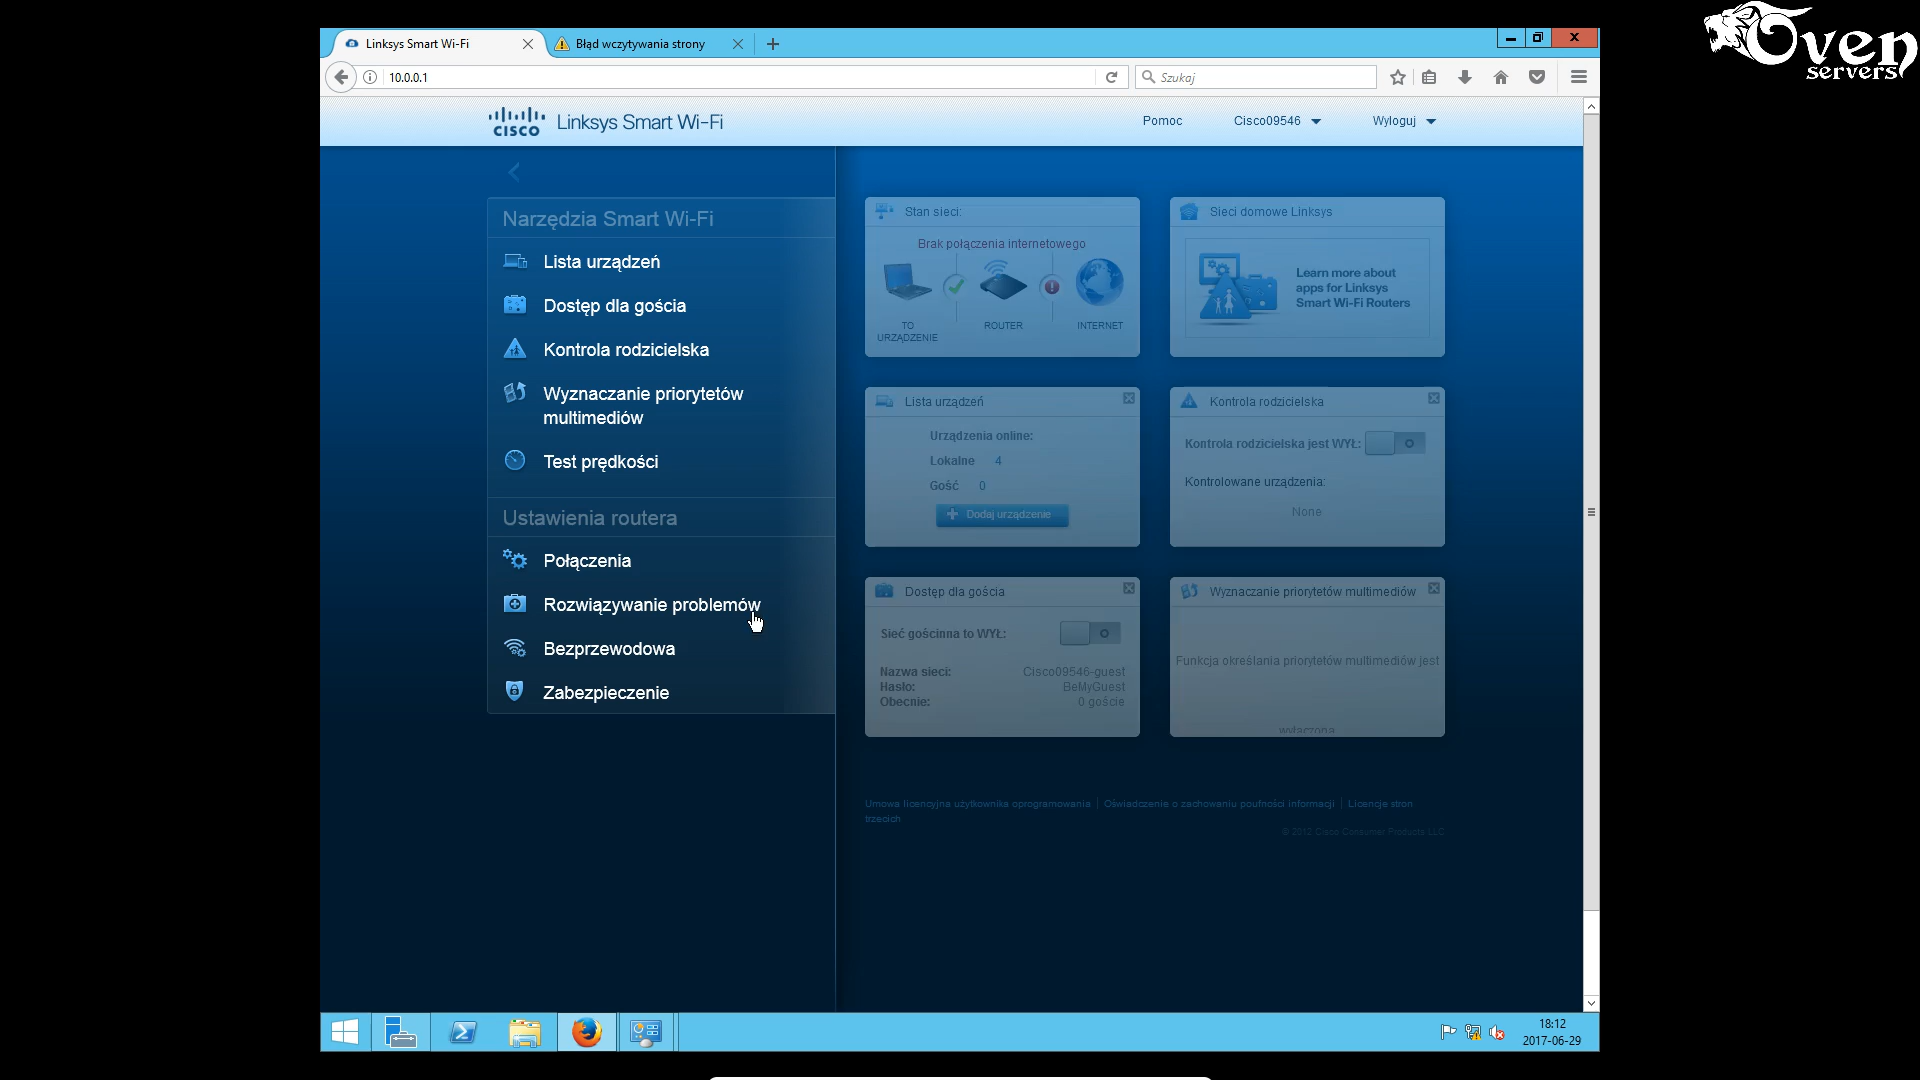 Oven
servers
Linksys Smart Wi-Fi
Błąd wczytywania strony
10.0.0.1
Szukaj
CISCO
Linksys Smart Wi-Fi
Pomoc
Cisco09546
Wyloguj
Narzędzia Smart Wi-Fi
Lista urządzeń
Dostęp dla gościa
Kontrola rodzicielska
Wyznaczanie priorytetów
multimediów
Test prędkości
Ustawienia routera
Połączenia
Rozwiązywanie problemów
Bezprzewodowa
Zabezpieczenie
Stan sieci:
Brak połączenia internetowego
TO
URZĄDZENIE
ROUTER
INTERNET
Sieci domowe Linksys
Learn more about
apps for Linksys
Smart Wi-Fi Routers
Lista urządzeń
Urządzenia online:
Lokalne 4
Gość 0
Dodaj urządzenie
Kontrola rodzicielska
Kontrola rodzicielska jest WYŁ:
Kontrolowane urządzenia:
None
Dostęp dla gościa
Sieć gościnna to WYŁ:
Nazwa sieci: Cisco09546-guest
Hasło: BeMyGuest
Obecnie: 0 goście
Wyznaczanie priorytetów multimediów
Funkcja określania priorytetów multimediów jest
wyłączona
Umowa licencyjna użytkownika oprogramowania | Oświadczenie o zachowaniu poufności informacji | Licencje stron
trzecich
© 2012 Cisco Consumer Products LLC
18:12
2017-06-29